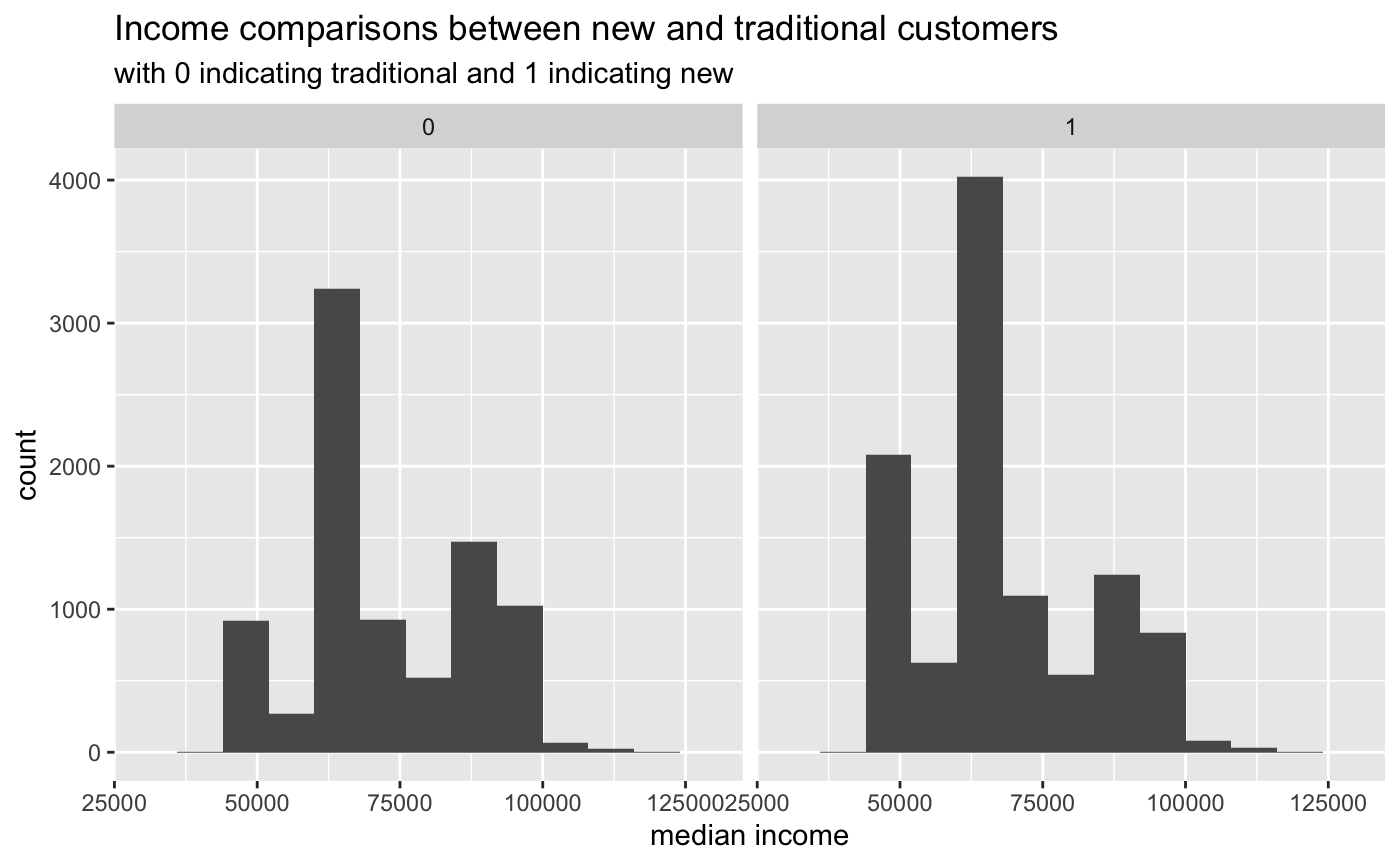 Income comparisons between new and traditional customers
with 0 indicating traditional and 1 indicating new
0 1
4000
3000
2000
1000
0
count
25000 50000 75000 100000 125000 25000 50000 75000 100000 125000
median income